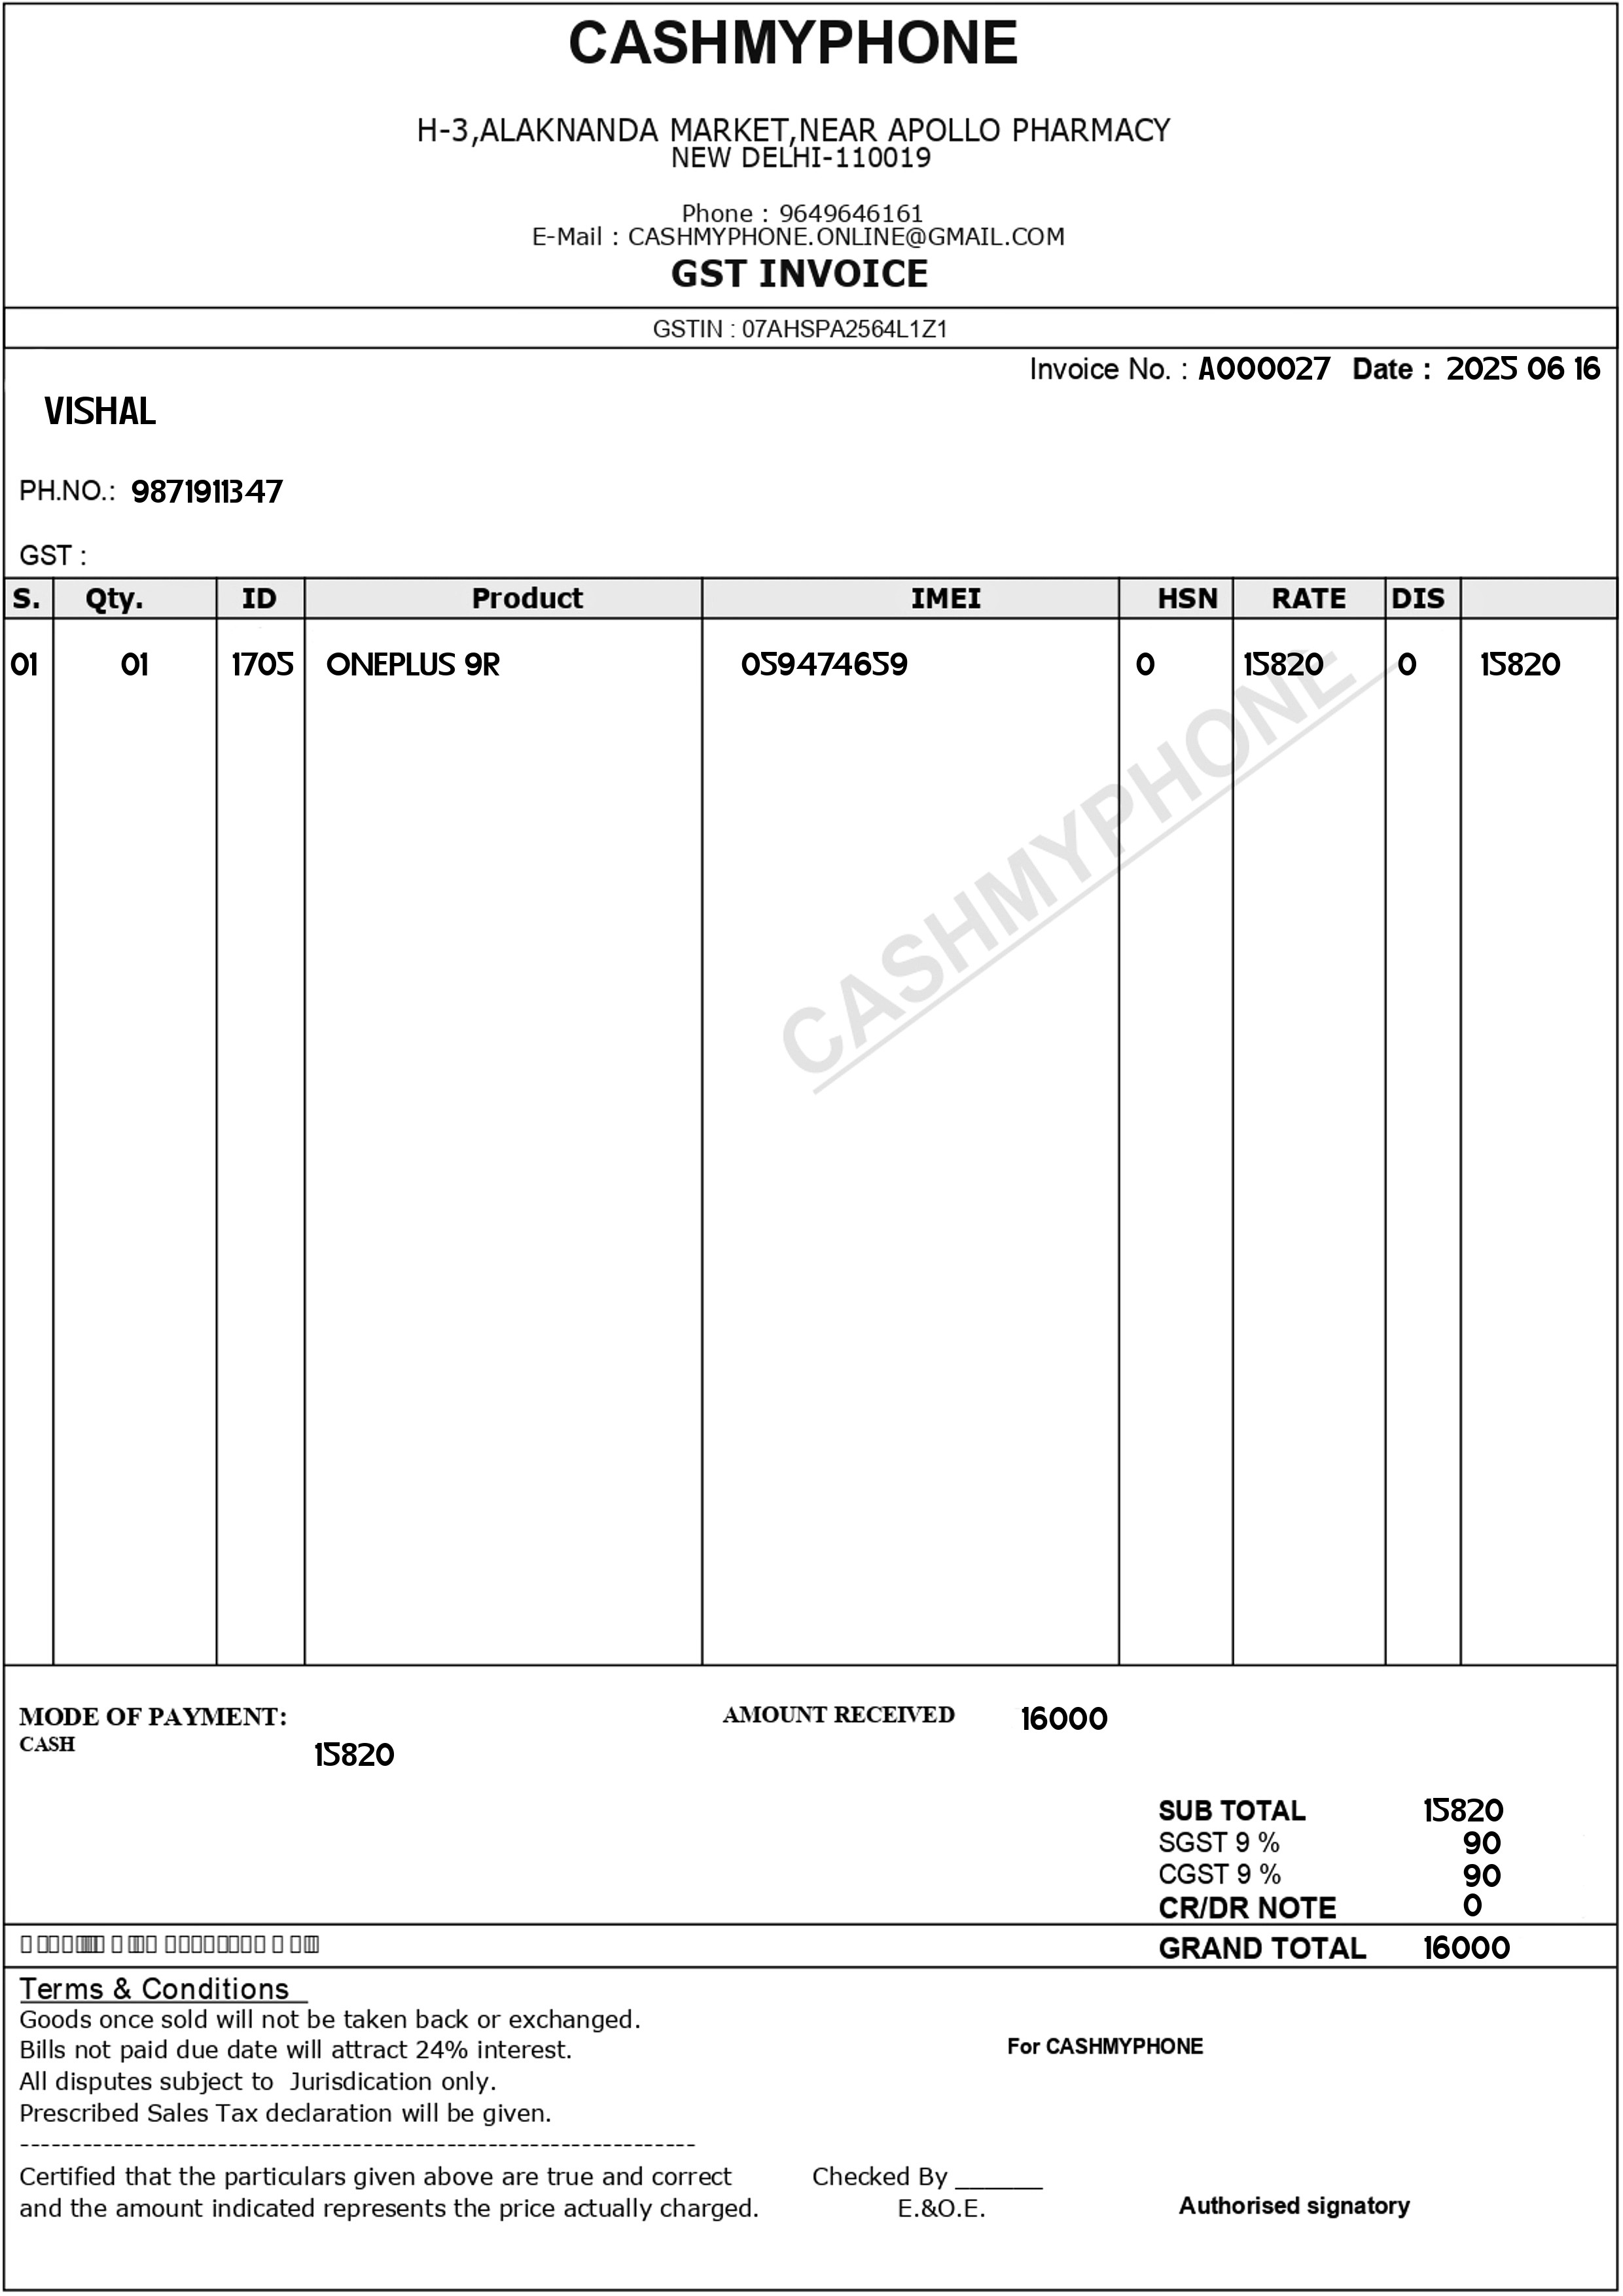 CASHMYPHONE
H-3,ALAKNANDA MARKET,NEAR APOLLO PHARMACY
NEW DELHI-110019
Phone : 9649646161
E-Mail : CASHMYPHONE.ONLINE@GMAIL.COM
GST INVOICE
GSTIN : 07AHSPA2564L1Z1
Invoice No. : A000027 Date : 2025 06 16
VISHAL
PH.NO.: 9871911347
GST :
S. Qty. ID Product IMEI HSN RATE DIS
01 01 1705 ONEPLUS 9R 059474659 0 15820 0 15820
CASHMYPHONE
MODE OF PAYMENT: AMOUNT RECEIVED 16000
CASH 15820
SUB TOTAL 15820
SGST 9 % 90
CGST 9 % 90
CR/DR NOTE 0
GRAND TOTAL 16000
Terms & Conditions
Goods once sold will not be taken back or exchanged.
Bills not paid due date will attract 24% interest.
For CASHMYPHONE
All disputes subject to Jurisdication only.
Prescribed Sales Tax declaration will be given.
-----------------------------------------------------------------
Certified that the particulars given above are true and correct Checked By ______
and the amount indicated represents the price actually charged. E.&O.E. Authorised signatory